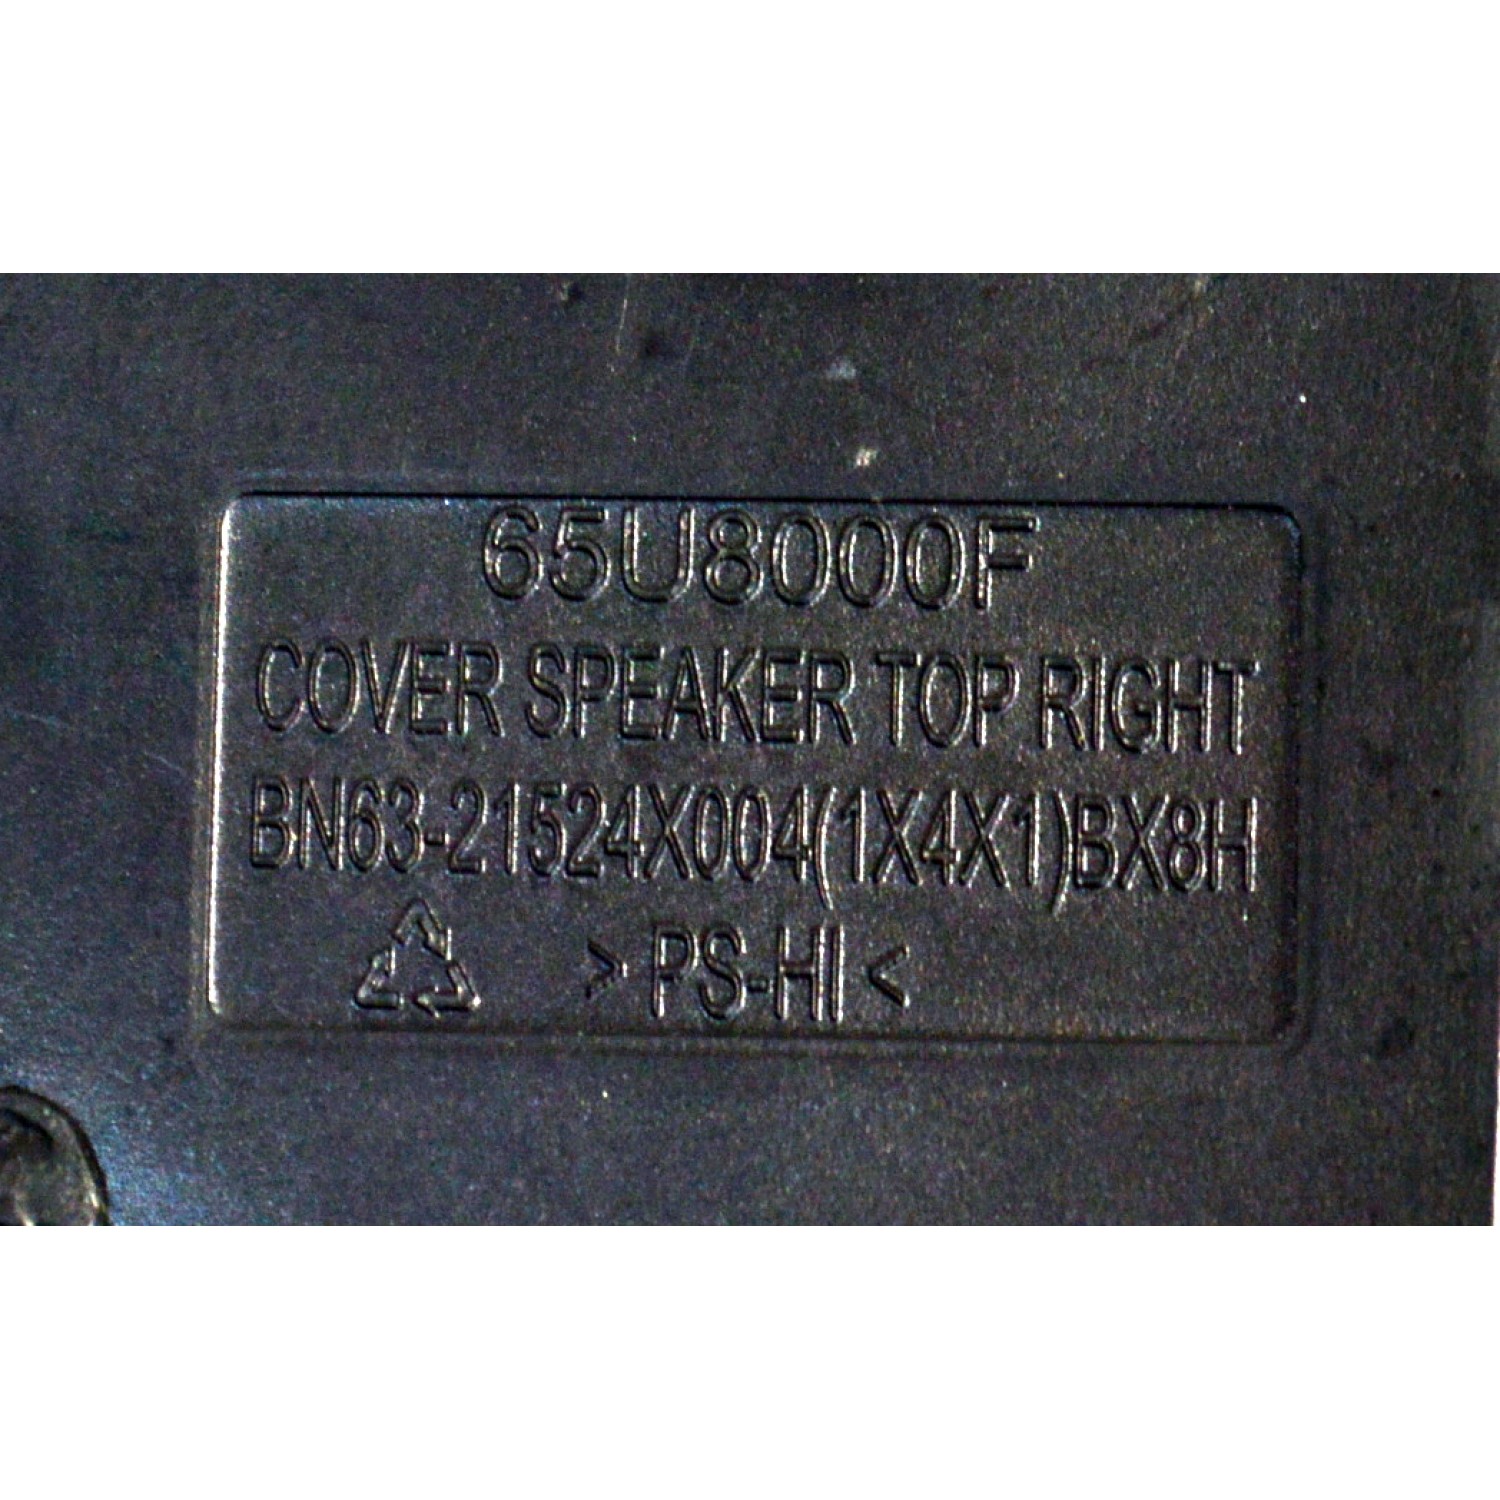 65U8000F
COVER SPEAKER TOP RIGHT
BN63-21524X004(1X4X1)BX8H
> PS-HI <